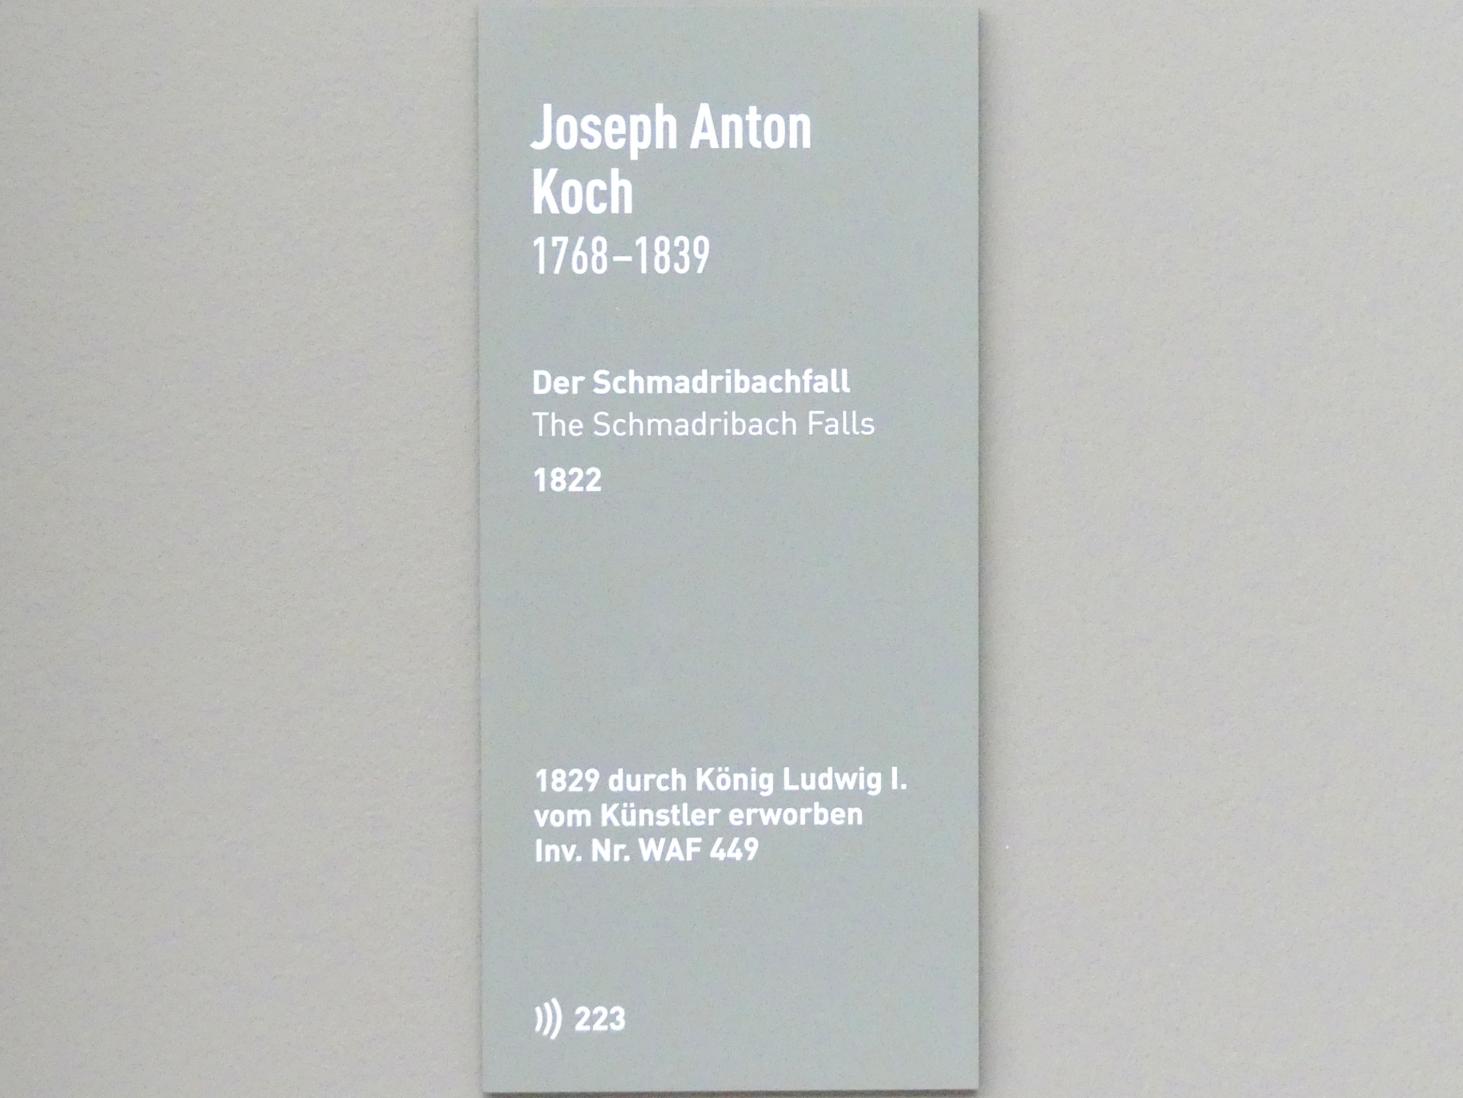 Joseph Anton
Koch
1768–1839
Der Schmadribachfall
The Schmadribach Falls
1822
1829 durch König Ludwig I.
vom Künstler erworben
Inv. Nr. WAF 449
223